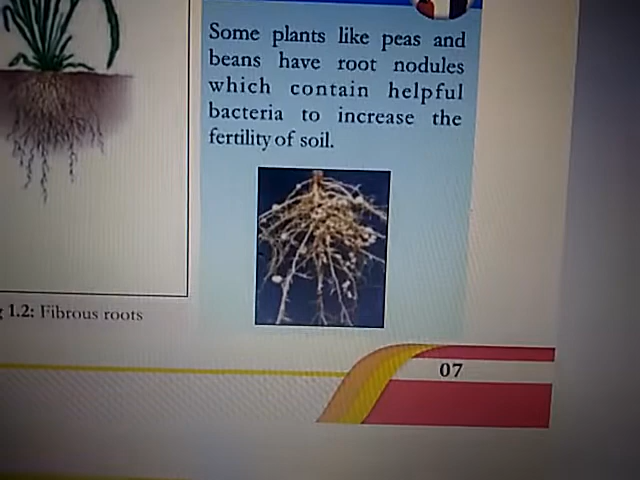 Some plants like peas and
beans have root nodules
which contain helpful
bacteria to increase the
fertility of soil.
1.2: Fibrous roots
07